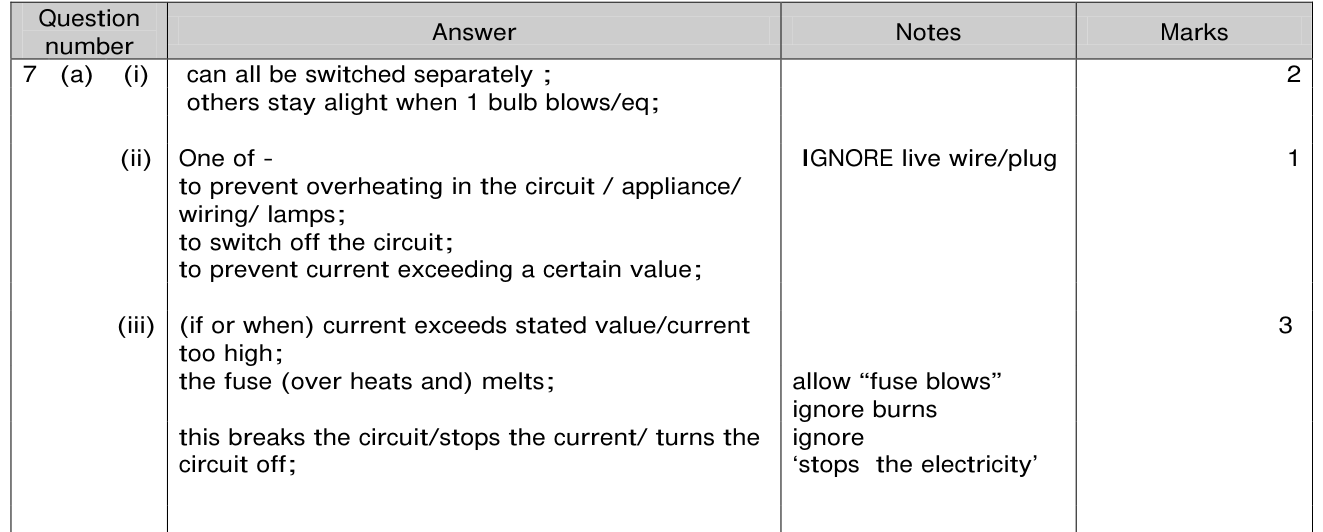 Question number Answer Notes Marks
7 (a) (i) can all be switched separately ; 2
others stay alight when 1 bulb blows/eq;
(ii) One of - IGNORE live wire/plug 1
to prevent overheating in the circuit / appliance/
wiring/ lamps;
to switch off the circuit;
to prevent current exceeding a certain value;
(iii) (if or when) current exceeds stated value/current 3
too high;
the fuse (over heats and) melts; allow “fuse blows”
ignore burns
this breaks the circuit/stops the current/ turns the ignore
circuit off; ‘stops the electricity’